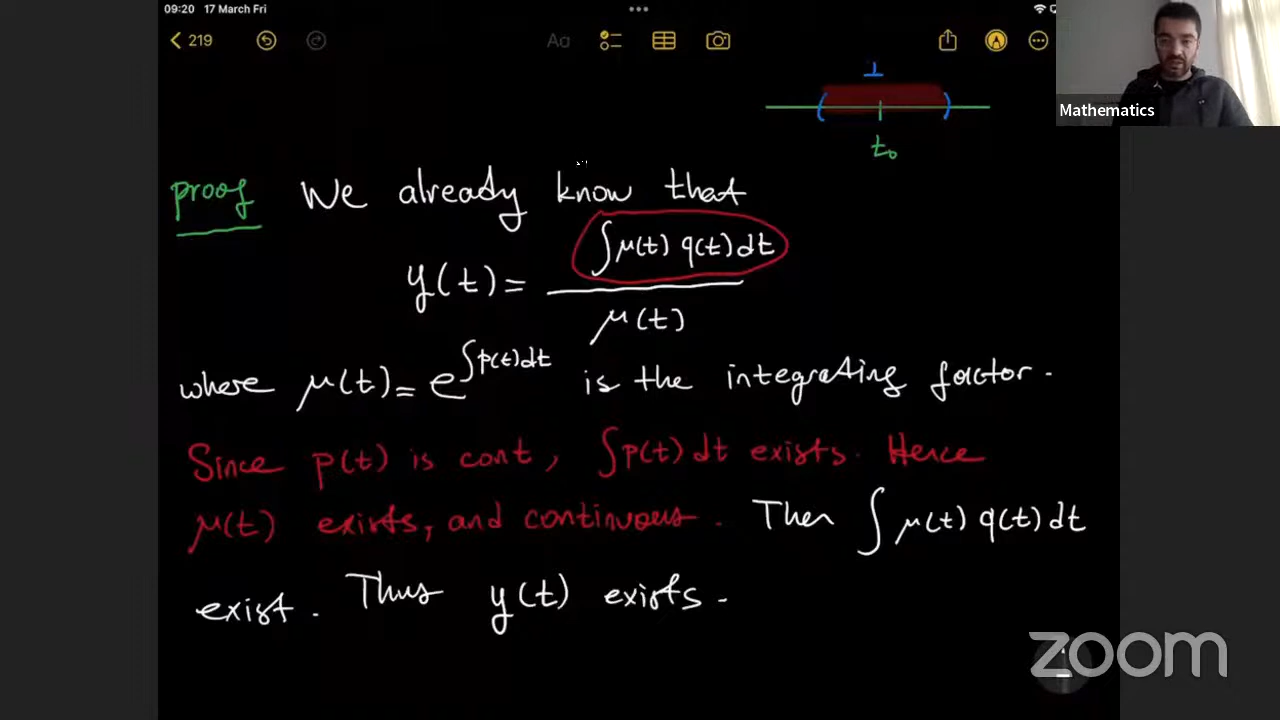 09:20 17 March Fri
219
Aa
I
Mathematics
t₀
proof We already know that
y(t) = ∫μ(t) q(t) dt
μ(t)
where μ(t) = e^∫p(t)dt is the integrating factor.
Since p(t) is cont, ∫p(t) dt exists. Hence
μ(t) exists, and continuous. Then ∫ μ(t) q(t) dt
exist. Thus y(t) exists.
zoom